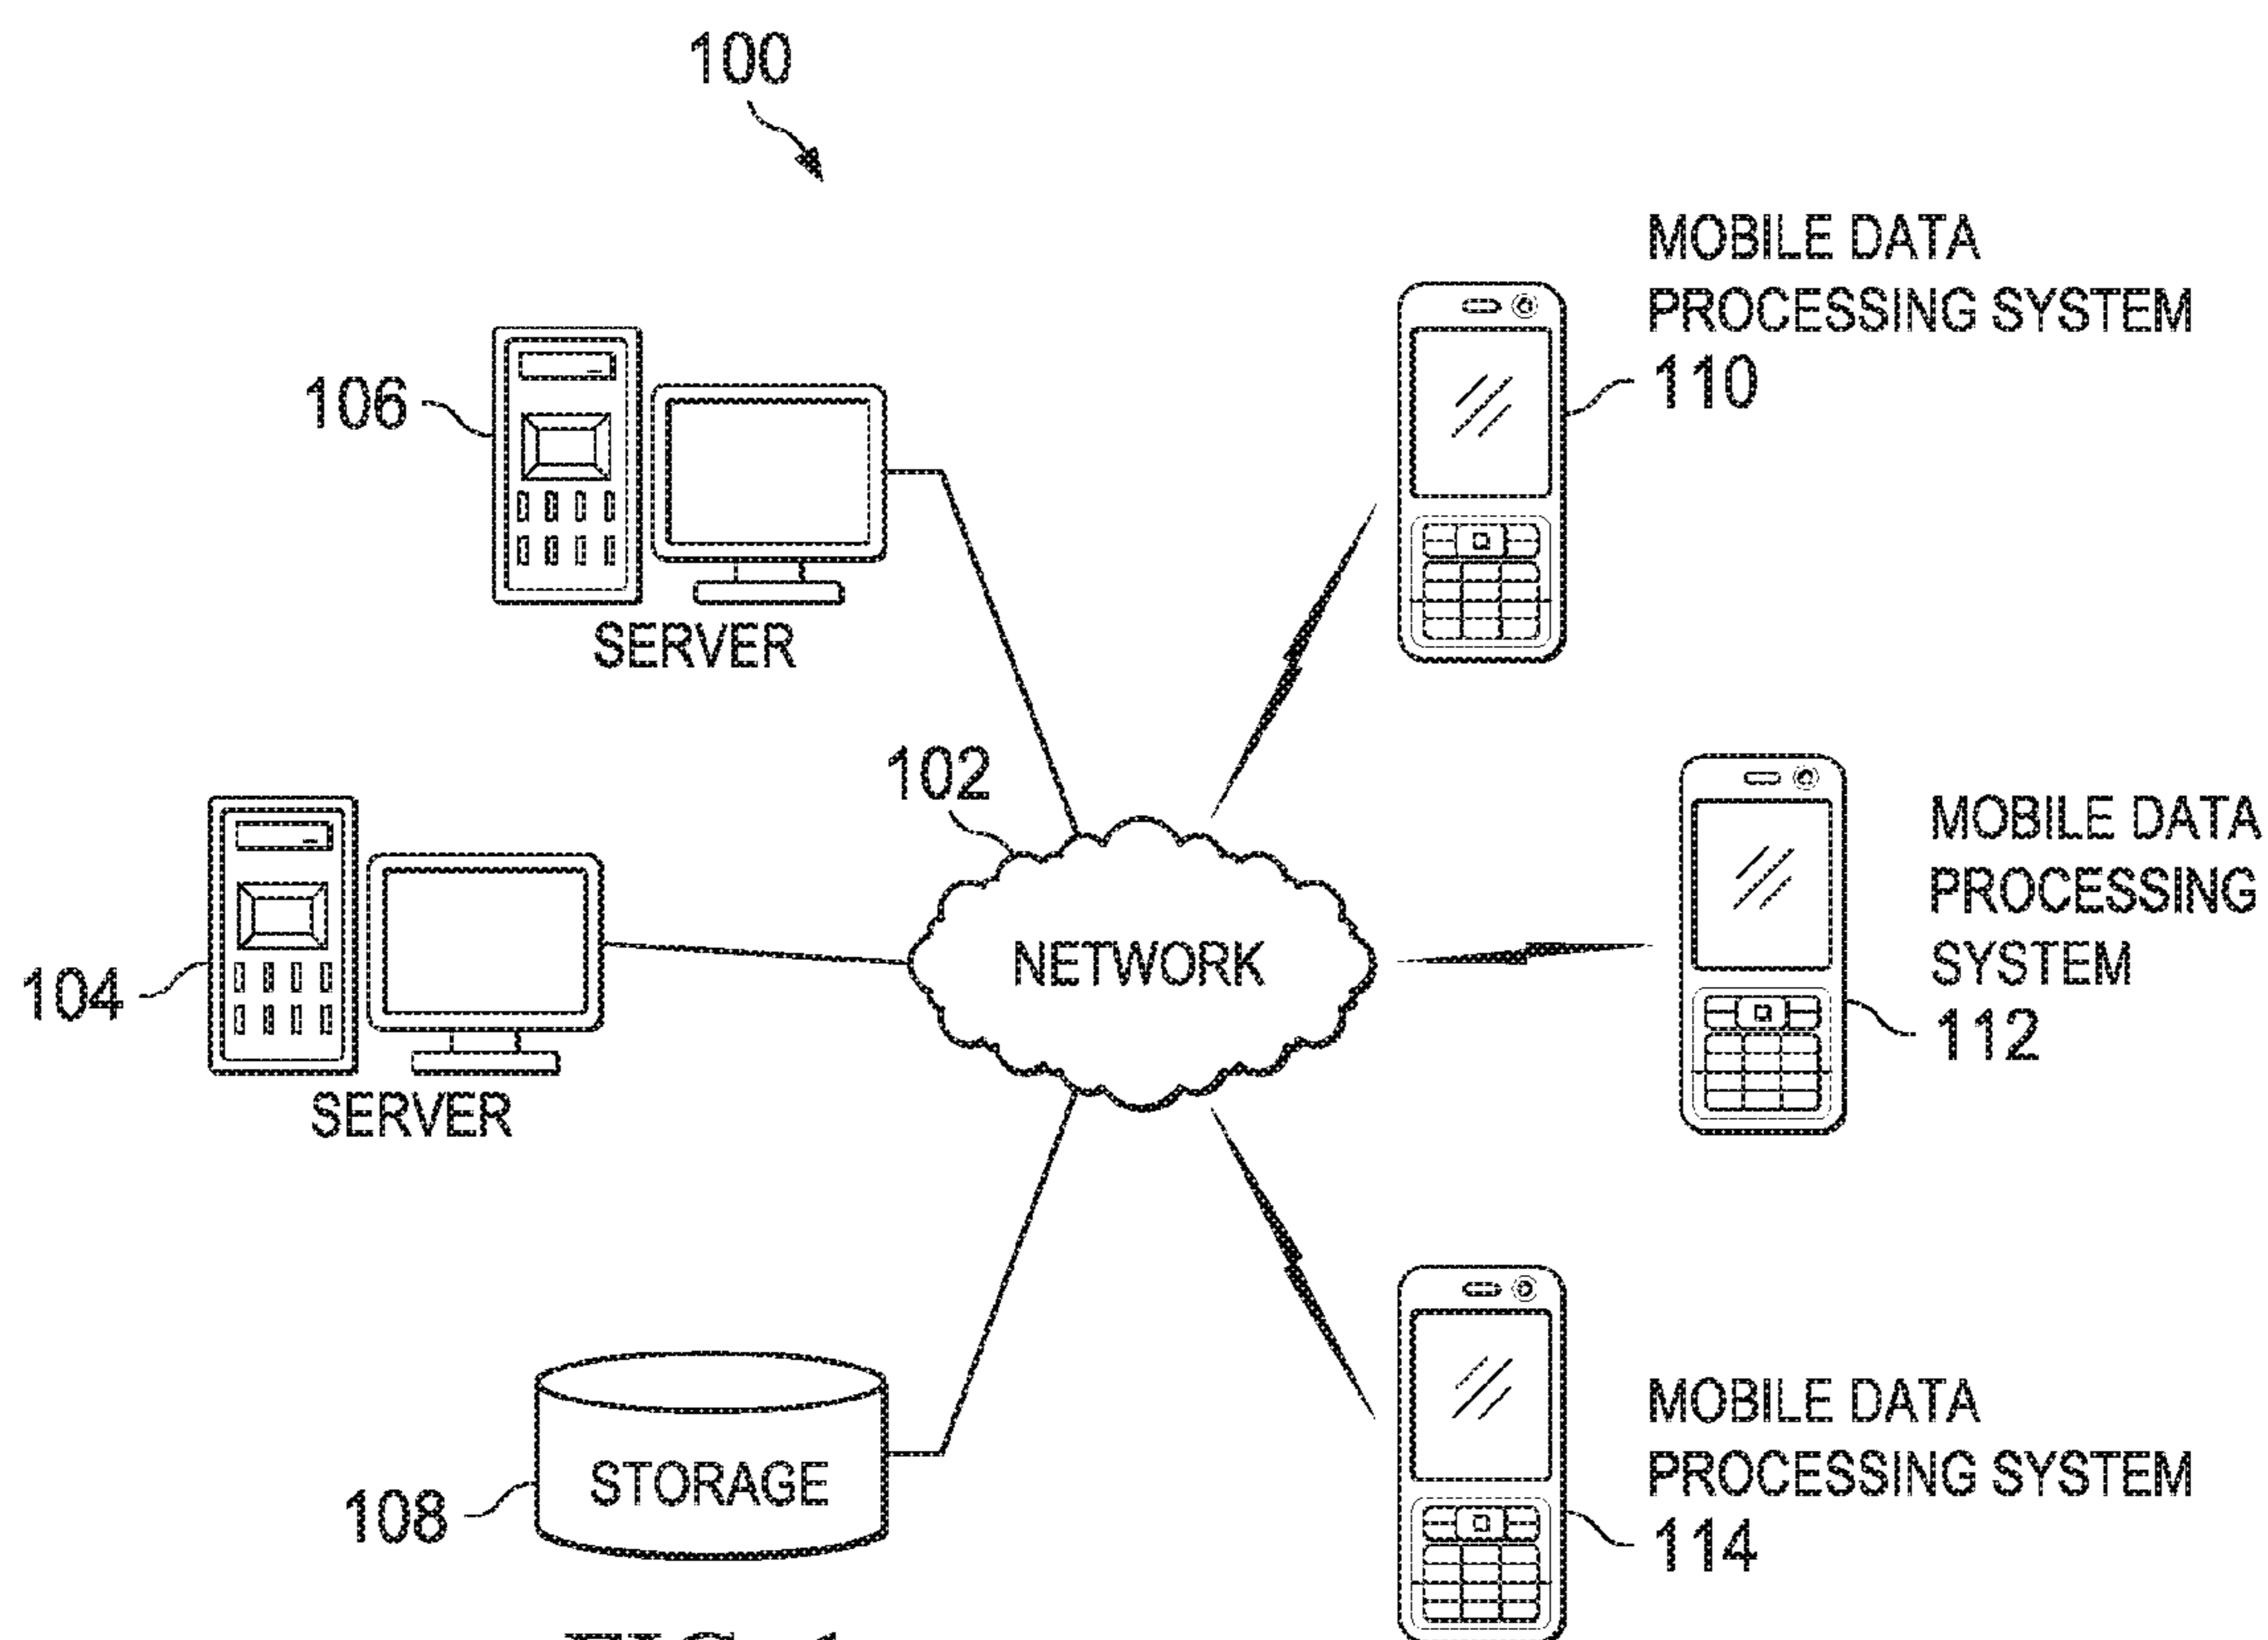 100
MOBILE DATA
PROCESSING SYSTEM
110
106
SERVER
102
MOBILE DATA
PROCESSING
SYSTEM
112
NETWORK
104
SERVER
MOBILE DATA
PROCESSING SYSTEM
114
STORAGE
108